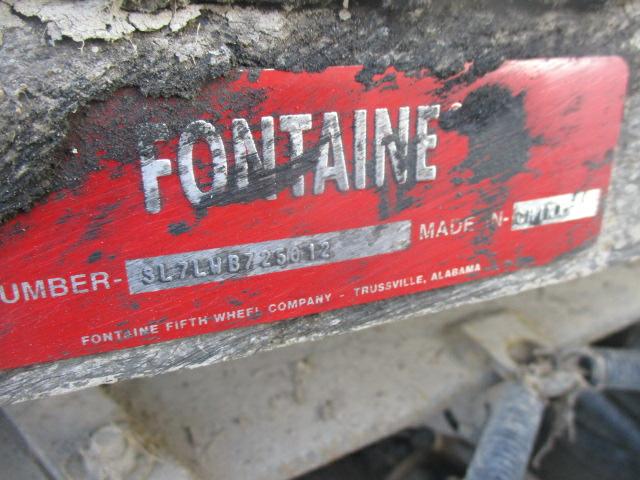 FONTAINE
UMBER- SL7LWB725612 MADE IN-
FONTAINE FIFTH WHEEL COMPANY - TRUSSVILLE, ALABAMA